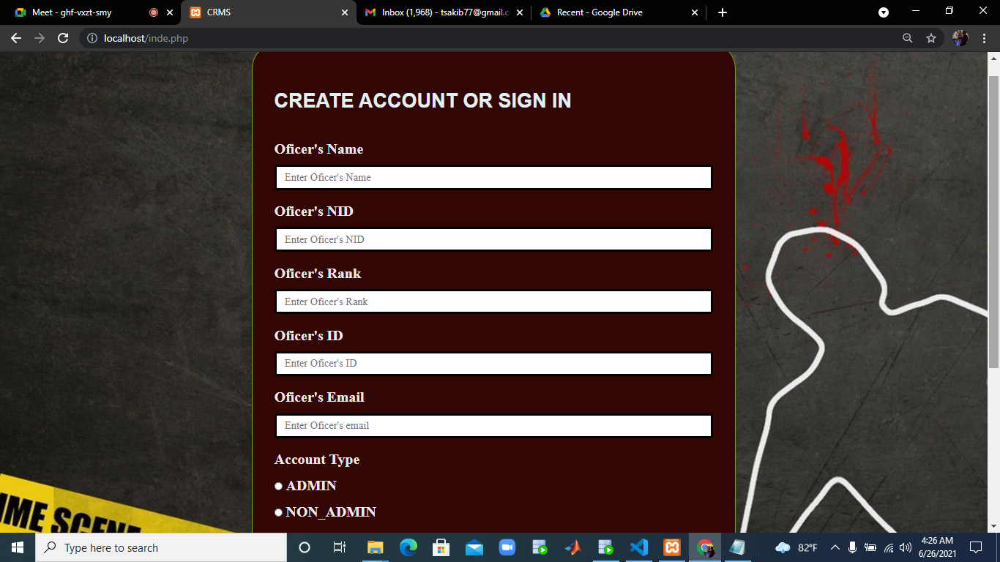 Meet - ghf-vxzt-smy
CRMS
Inbox (1,968) - tsakib77@gmail.c
Recent - Google Drive
localhost/inde.php
CREATE ACCOUNT OR SIGN IN
Oficer's Name
Enter Oficer's Name
Oficer's NID
Enter Oficer's NID
Oficer's Rank
Enter Oficer's Rank
Oficer's ID
Enter Oficer's ID
Oficer's Email
Enter Oficer's email
Account Type
ADMIN
NON_ADMIN
IME SCENE
Type here to search
82°F
4:26 AM
6/26/2021